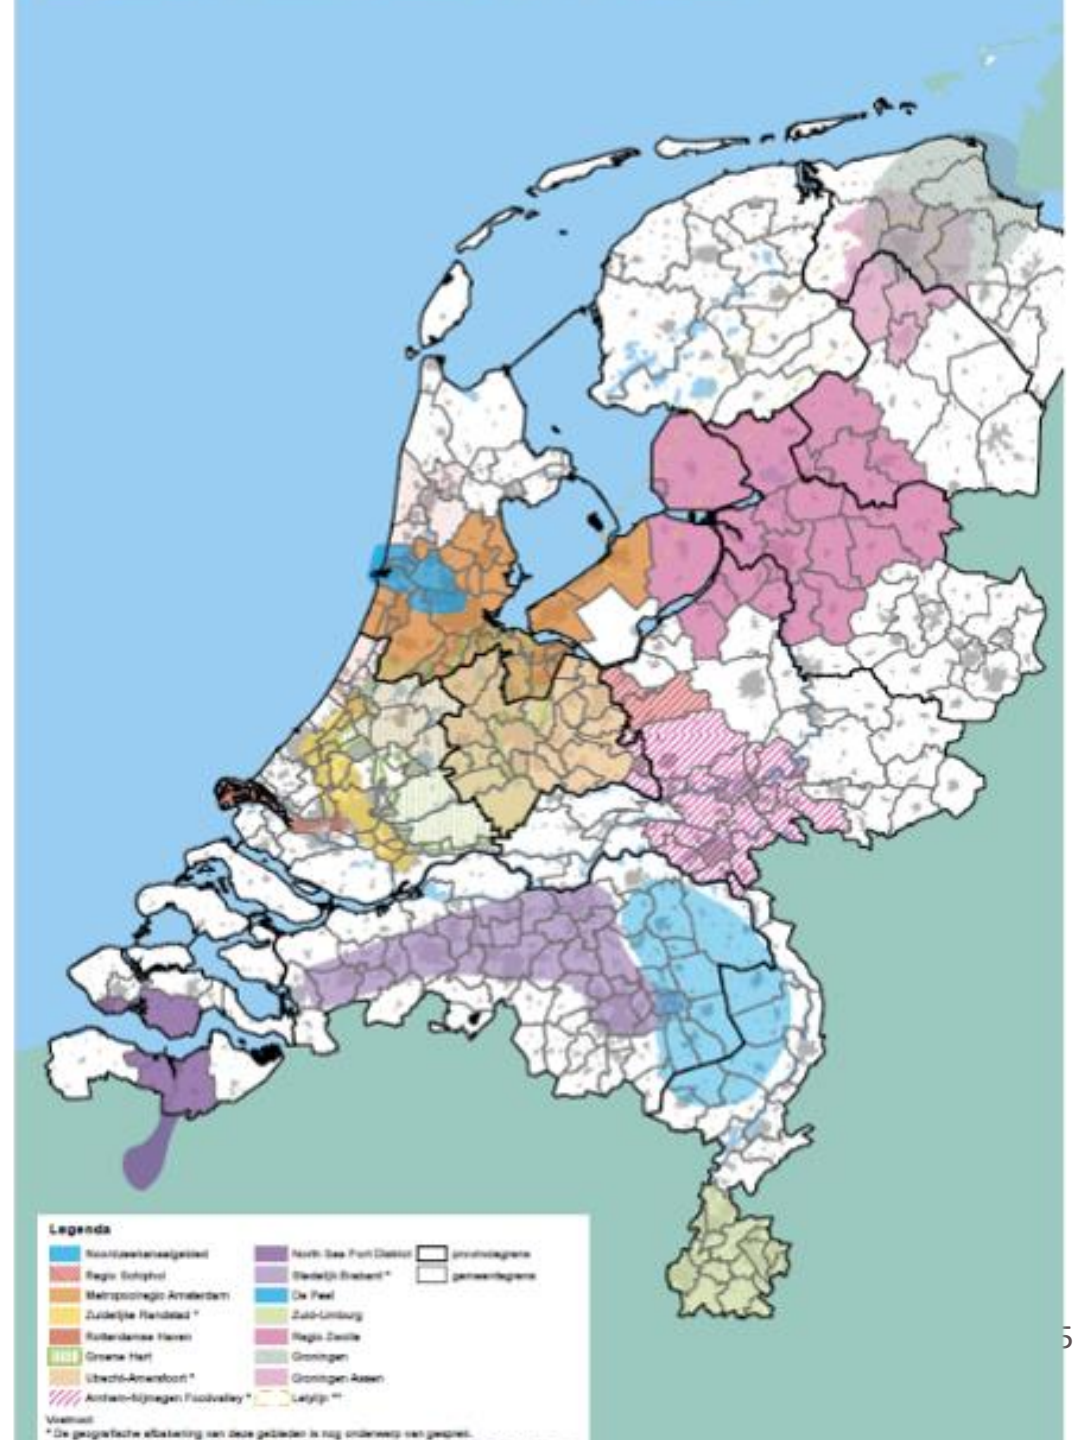 5
Legenda
Noordzeekanaalgebied
Regio Schiphol
Metropoolregio Amsterdam
Zuidelijke Randstad *
Rotterdamse Haven
Groene Hart
Utrecht-Amersfoort *
Arnhem-Nijmegen Foodvalley *
North Sea Port District
Stedelijk Brabant *
De Peel
Zuid-Limburg
Regio Zwolle
Groningen
Groningen Assen
Lelylijn **
provinciegrens
gemeentegrens
Voetnoot
* De geografische afbakening van deze gebieden is nog onderwerp van gesprek.